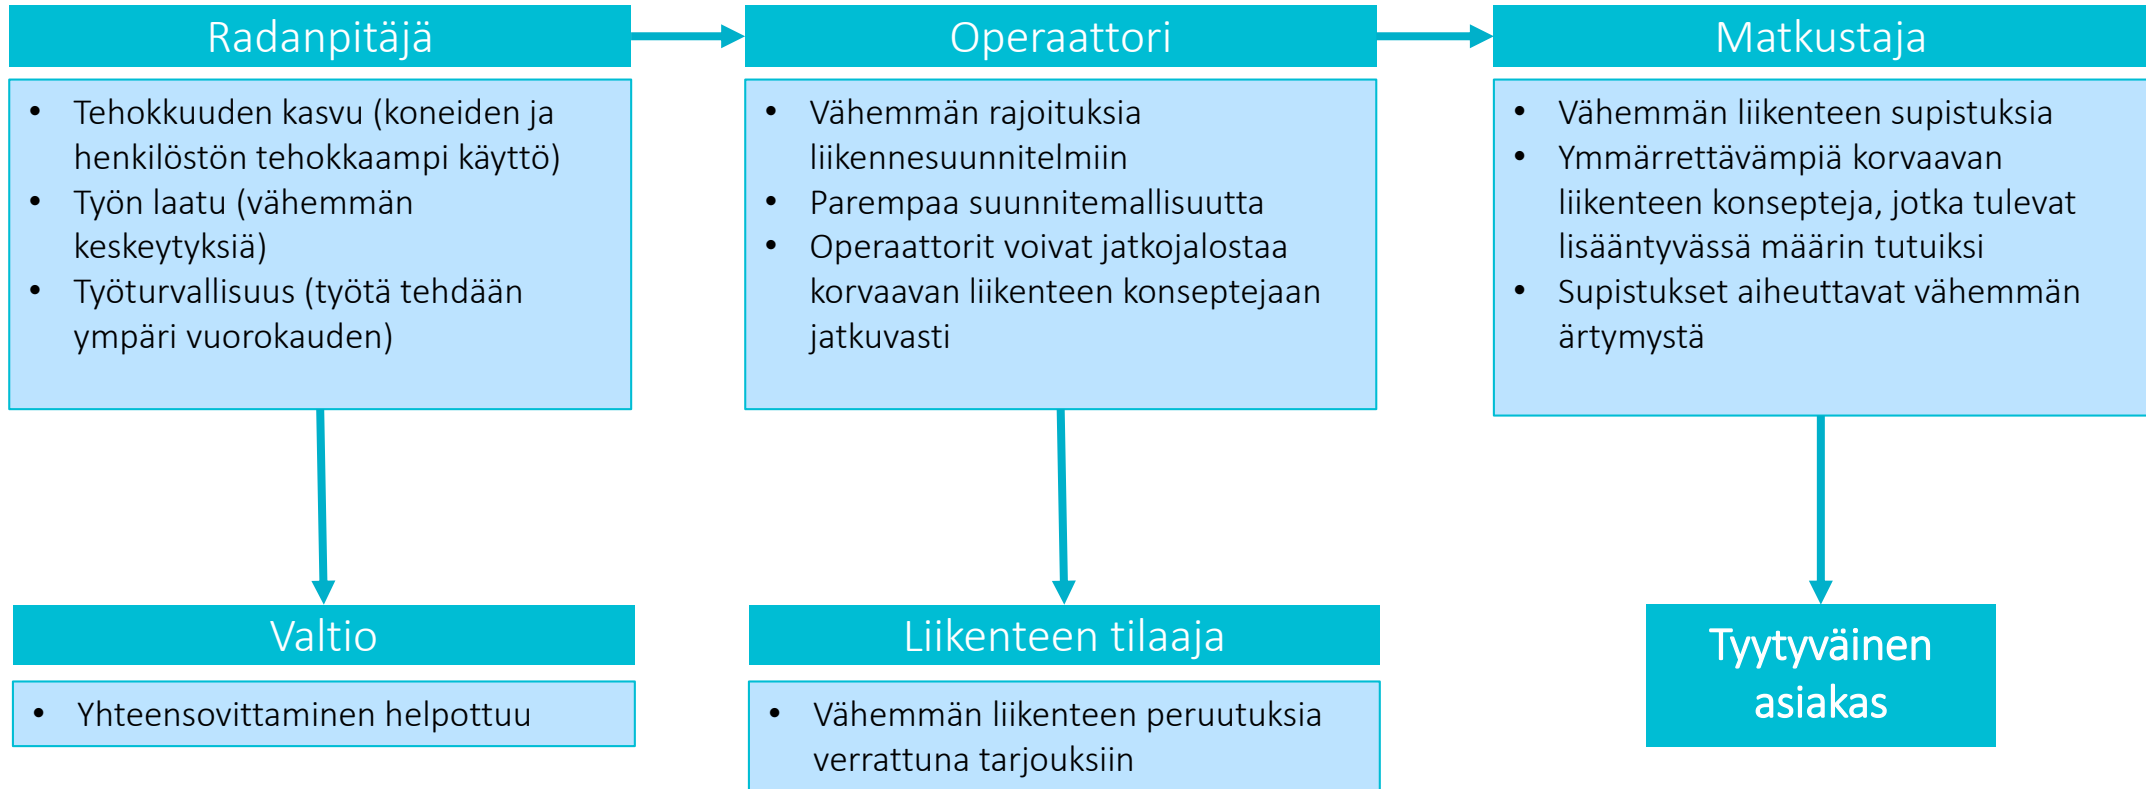 Radanpitäjä
• Tehokkuuden kasvu (koneiden ja
henkilöstön tehokkaampi käyttö)
• Työn laatu (vähemmän
keskeytyksiä)
• Työturvallisuus (työtä tehdään
ympäri vuorokauden)
Operaattori
• Vähemmän rajoituksia
liikennesuunnitelmiin
• Parempaa suunnitemallisuutta
• Operaattorit voivat jatkojalostaa
korvaavan liikenteen konseptejaan
jatkuvasti
Matkustaja
• Vähemmän liikenteen supistuksia
• Ymmärrettävämpiä korvaavan
liikenteen konsepteja, jotka tulevat
lisääntyvässä määrin tutuiksi
• Supistukset aiheuttavat vähemmän
ärtymystä
Valtio
• Yhteensovittaminen helpottuu
Liikenteen tilaaja
• Vähemmän liikenteen peruutuksia
verrattuna tarjouksiin
Tyytyväinen
asiakas